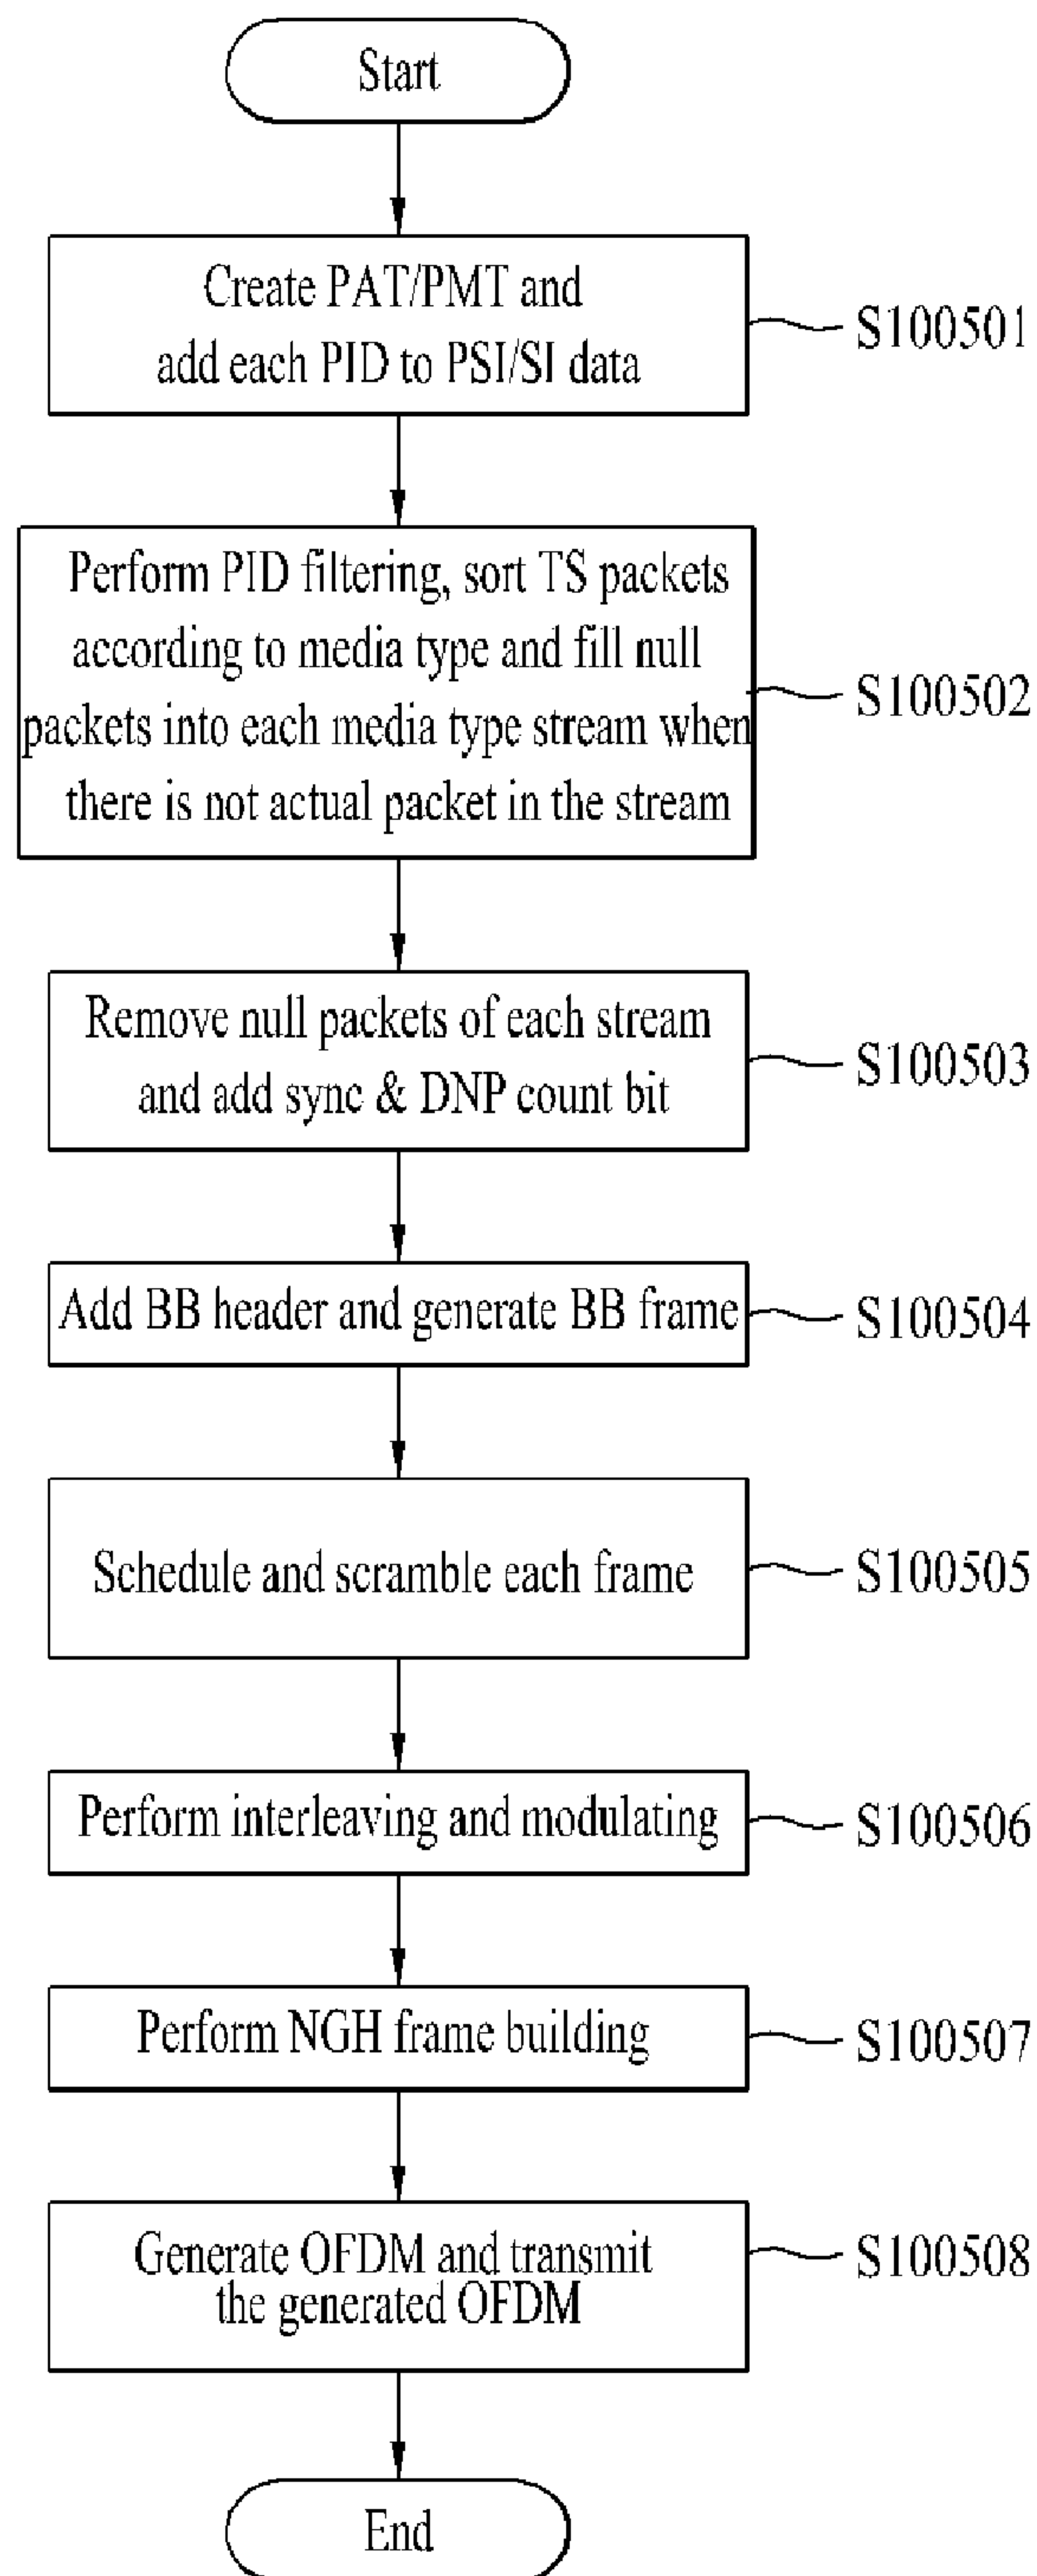 Start
Create PAT/PMT and
add each PID to PSI/SI data
S100501
Perform PID filtering, sort TS packets
according to media type and fill null
packets into each media type stream when
there is not actual packet in the stream
S100502
Remove null packets of each stream
and add sync & DNP count bit
S100503
Add BB header and generate BB frame
S100504
Schedule and scramble each frame
S100505
Perform interleaving and modulating
S100506
Perform NGH frame building
S100507
Generate OFDM and transmit
the generated OFDM
S100508
End